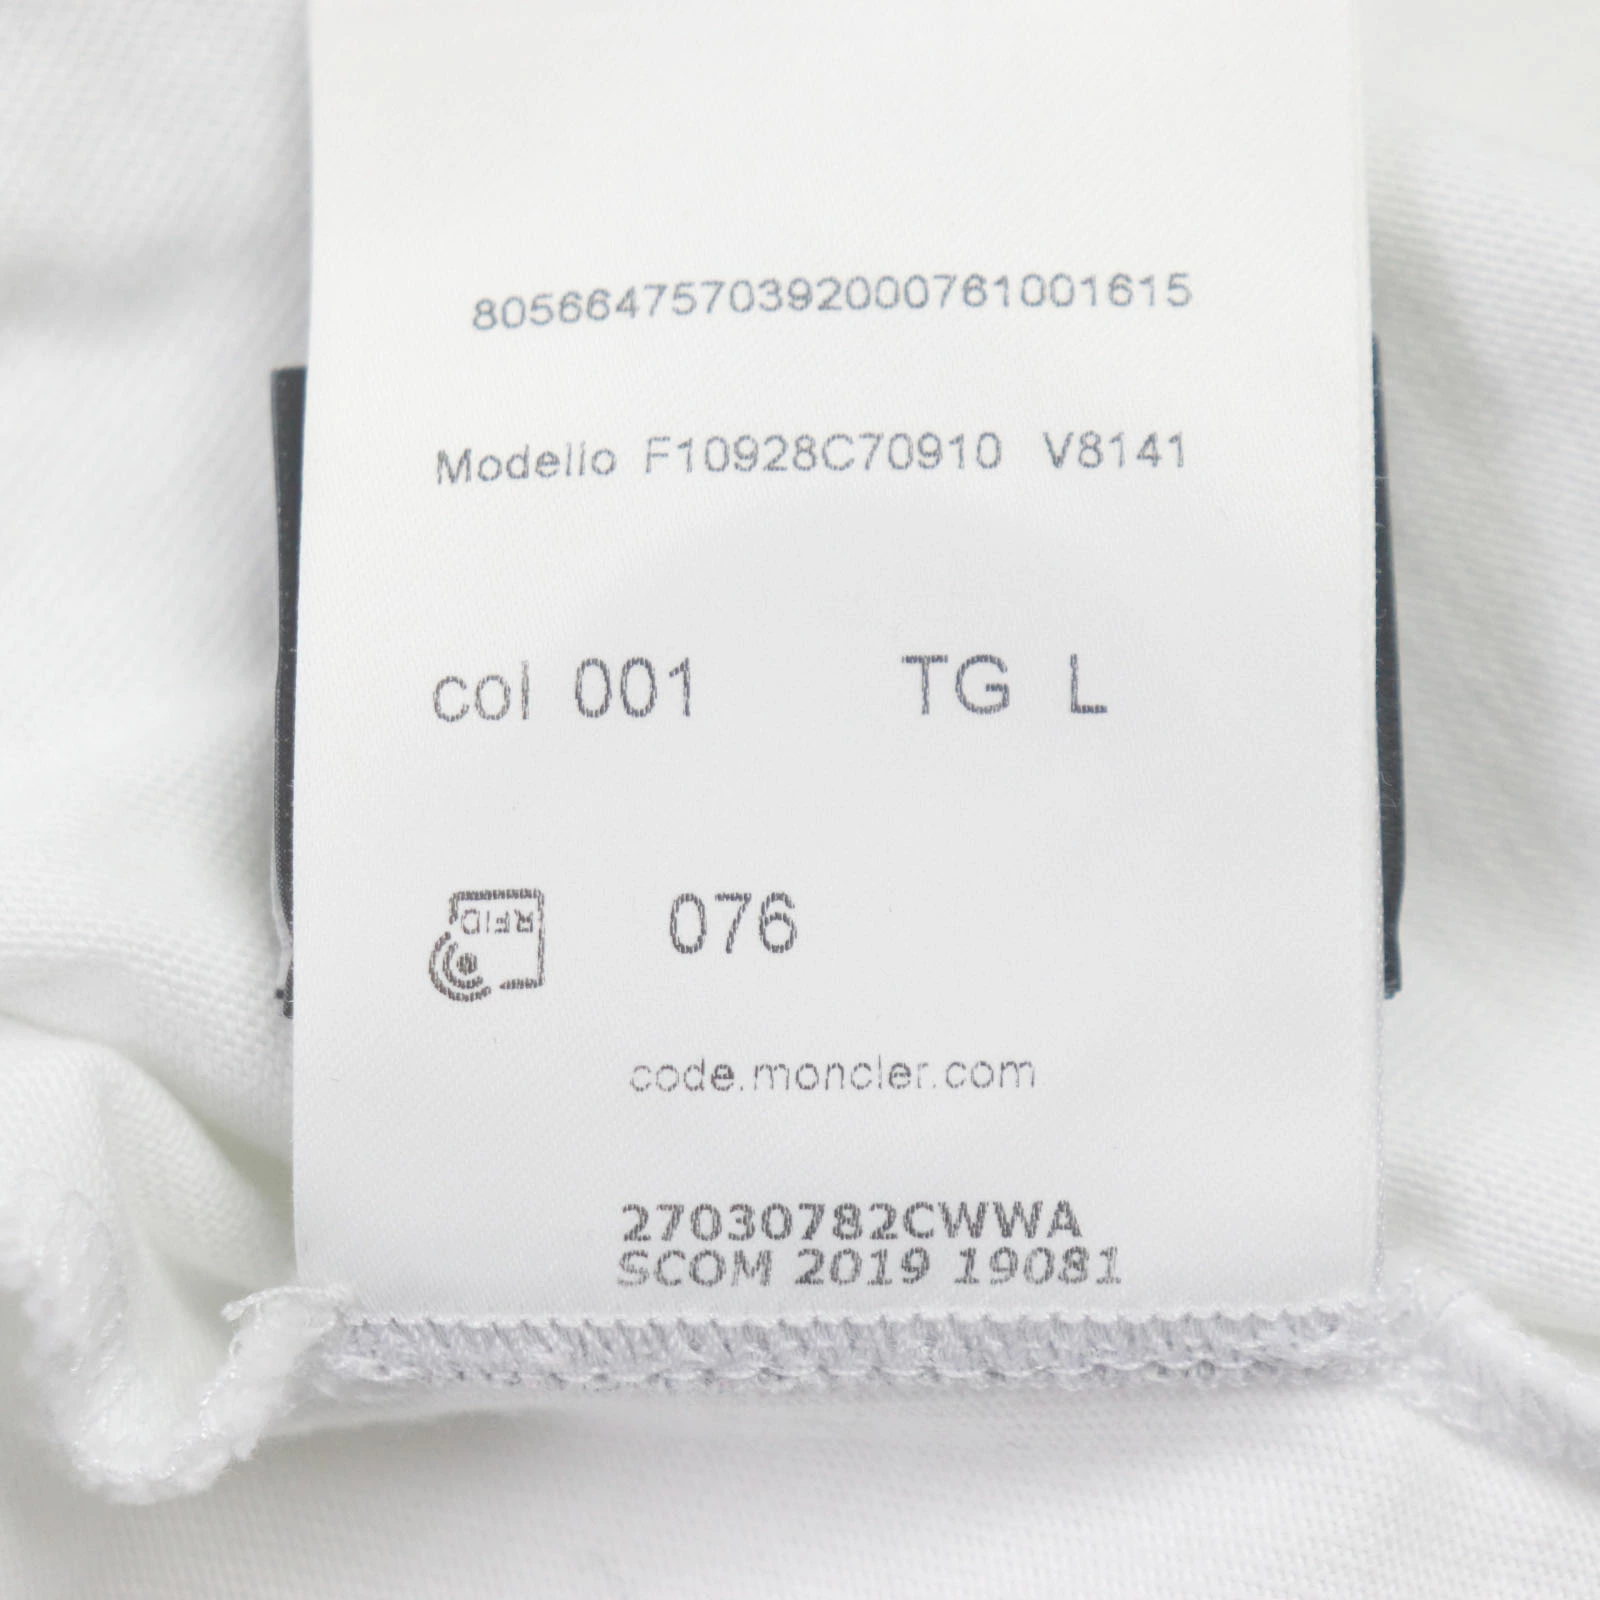 8056647570392000761001615
Modello F10928C70910 V8141
col 001 TG L
RFID
076
code.moncler.com
27030782CWWA
SCOM 2019 19081